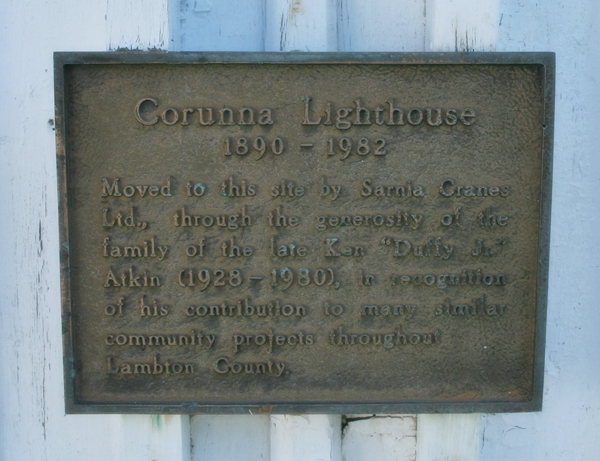 Corunna Lighthouse
1890 - 1982
Moved to this site by Sarnia Cranes
Ltd., through the generosity of the
family of the late Ken "Duffy Jr."
Atkin (1928 - 1980), in recognition
of his contribution to many similar
community projects throughout
Lambton County.